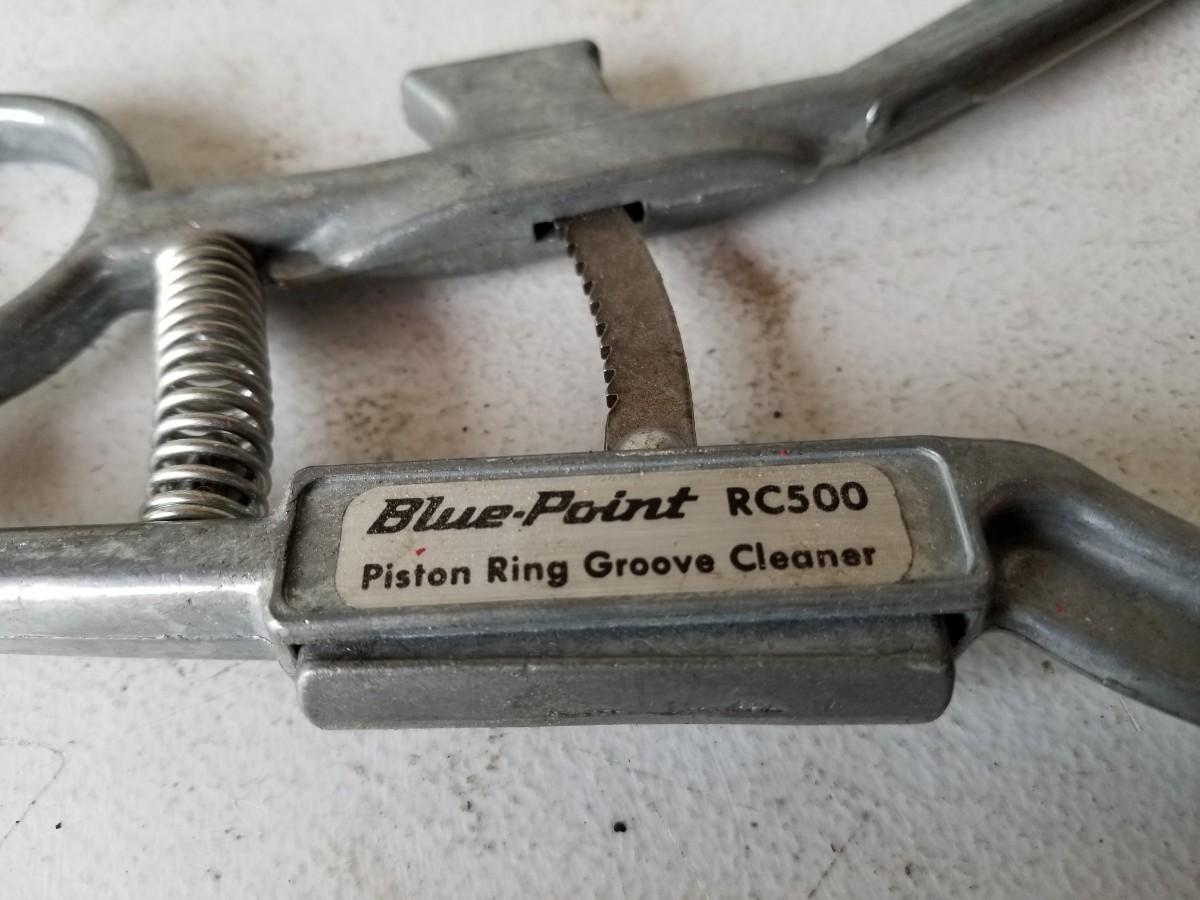 Blue-Point RC500
Piston Ring Groove Cleaner